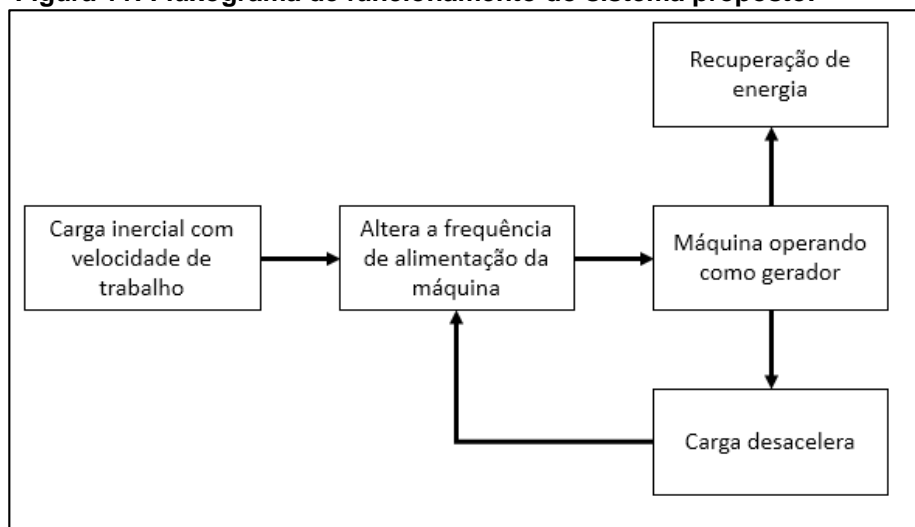 Figura Fluxograma de funcionamento do sistema proposto.
Recuperação de
energia
Carga inercial com
velocidade de
trabalho
Altera a frequência
de alimentação da
máquina
Máquina operando
como gerador
Carga desacelera